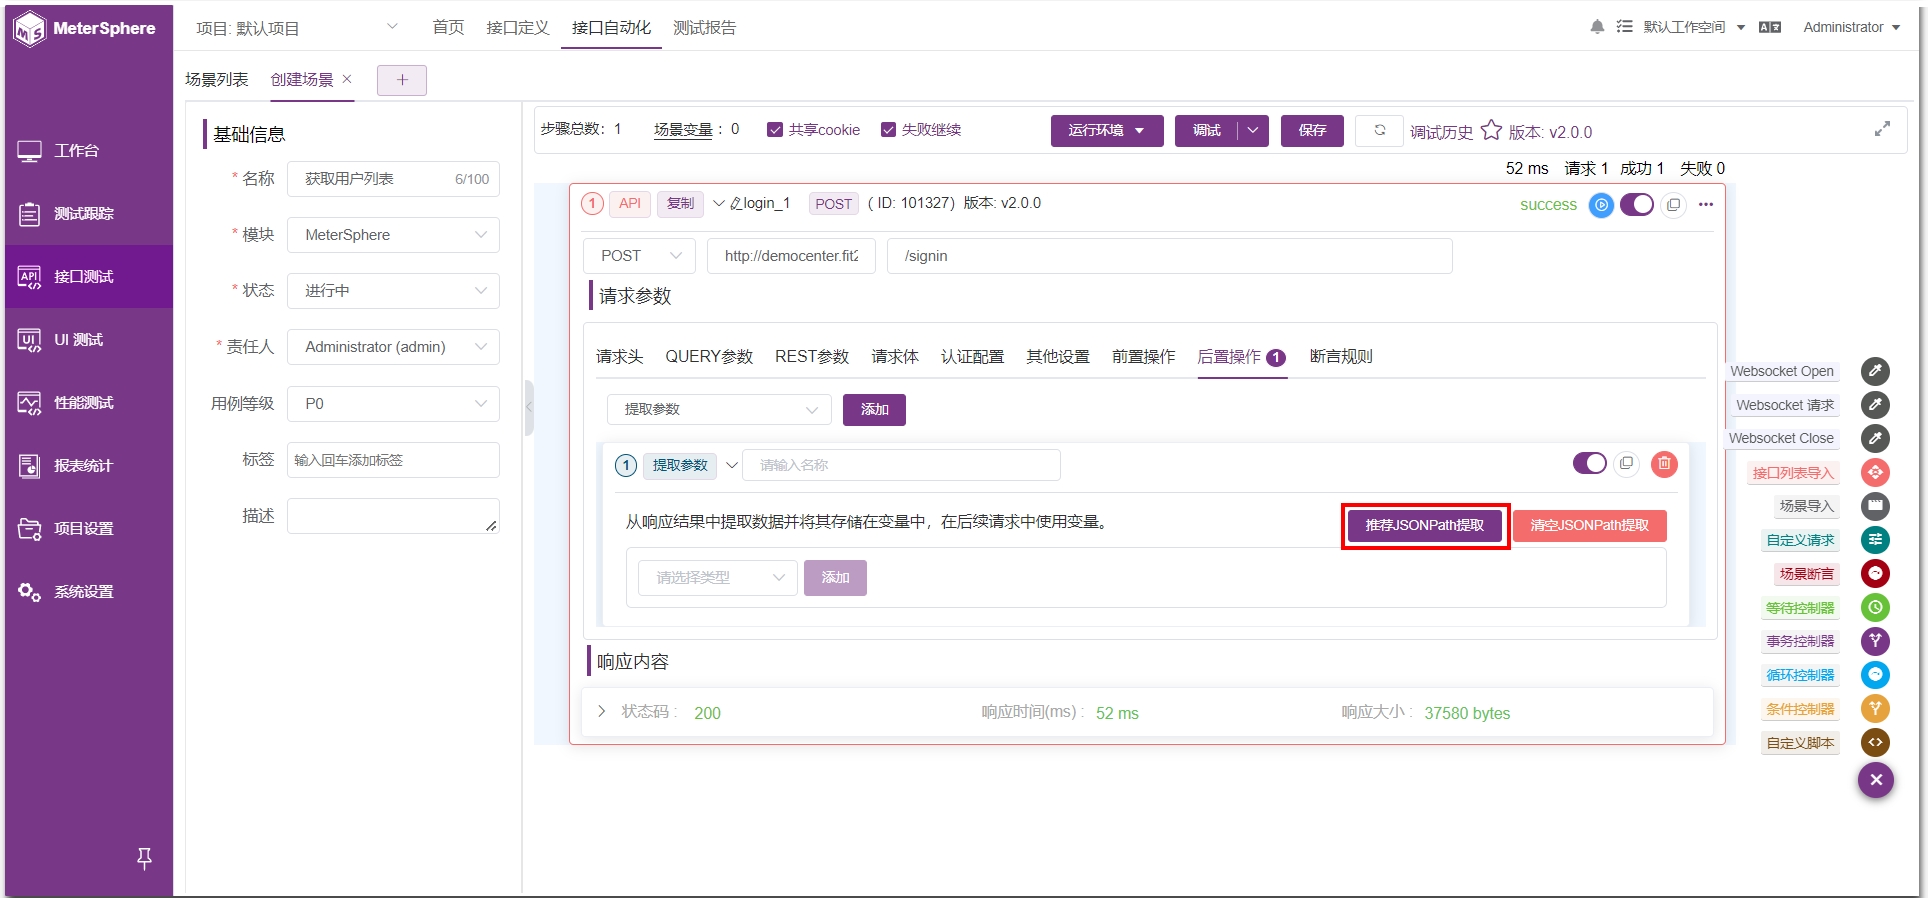 MeterSphere
项目: 默认项目
首页 接口定义 接口自动化 测试报告
默认工作空间
Administrator
场景列表 创建场景 × +
工作台
测试跟踪
接口测试
UI 测试
性能测试
报表统计
项目设置
系统设置
基础信息
* 名称 获取用户列表 6/100
* 模块 MeterSphere
* 状态 进行中
* 责任人 Administrator (admin)
用例等级 P0
标签 输入回车添加标签
描述
步骤总数：1 场景变量 ：0 共享cookie 失败继续 运行环境 调试 保存 调试历史 版本: v2.0.0
52 ms 请求 1 成功 1 失败 0
1 API 复制 login_1 POST ( ID: 101327) 版本: v2.0.0 success
POST http://democenter.fit2 /signin
请求参数
请求头 QUERY参数 REST参数 请求体 认证配置 其他设置 前置操作 后置操作 1 断言规则
提取参数 添加
1 提取参数 请输入名称
从响应结果中提取数据并将其存储在变量中，在后续请求中使用变量。 推荐JSONPath提取 清空JSONPath提取
请选择类型 添加
响应内容
状态码 : 200 响应时间(ms) : 52 ms 响应大小 : 37580 bytes
Websocket Open
Websocket 请求
Websocket Close
接口列表导入
场景导入
自定义请求
场景断言
等待控制器
事务控制器
循环控制器
条件控制器
自定义脚本